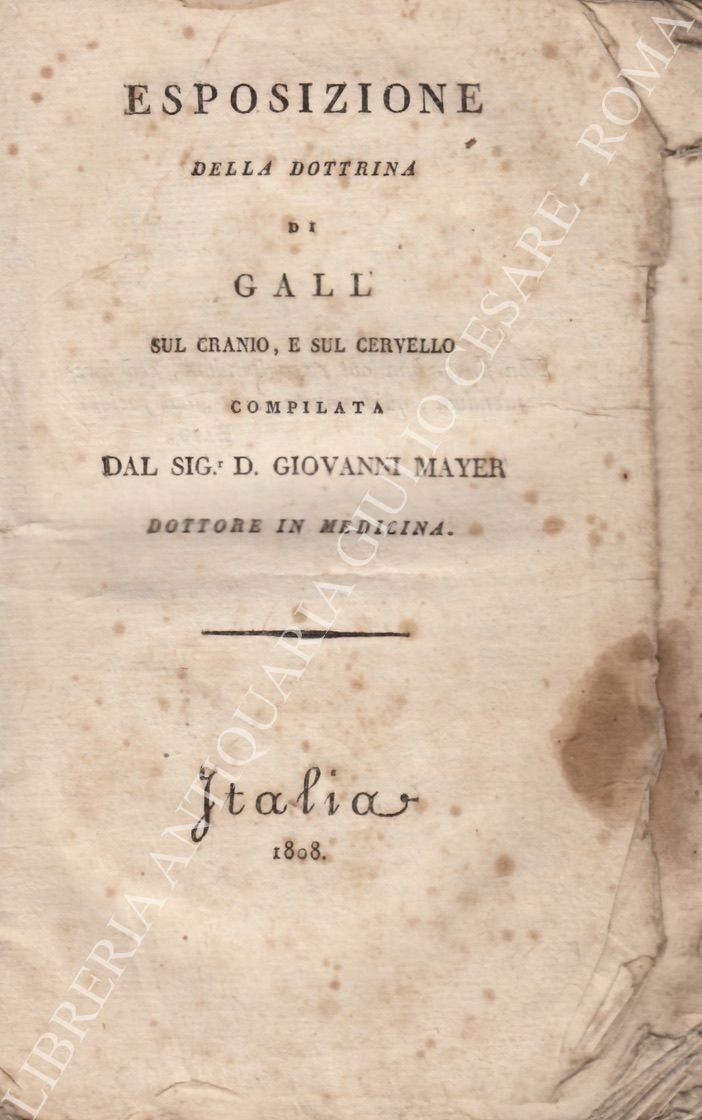 ESPOSIZIONE
DELLA DOTTRINA
DI
GALL
SUL CRANIO, E SUL CERVELLO
COMPILATA
DAL SIG.r D. GIOVANNI MAYER
DOTTORE IN MEDICINA.
Italia
1808.
LIBRERIA ANTIQUARIA GIULIO CESARE - ROMA